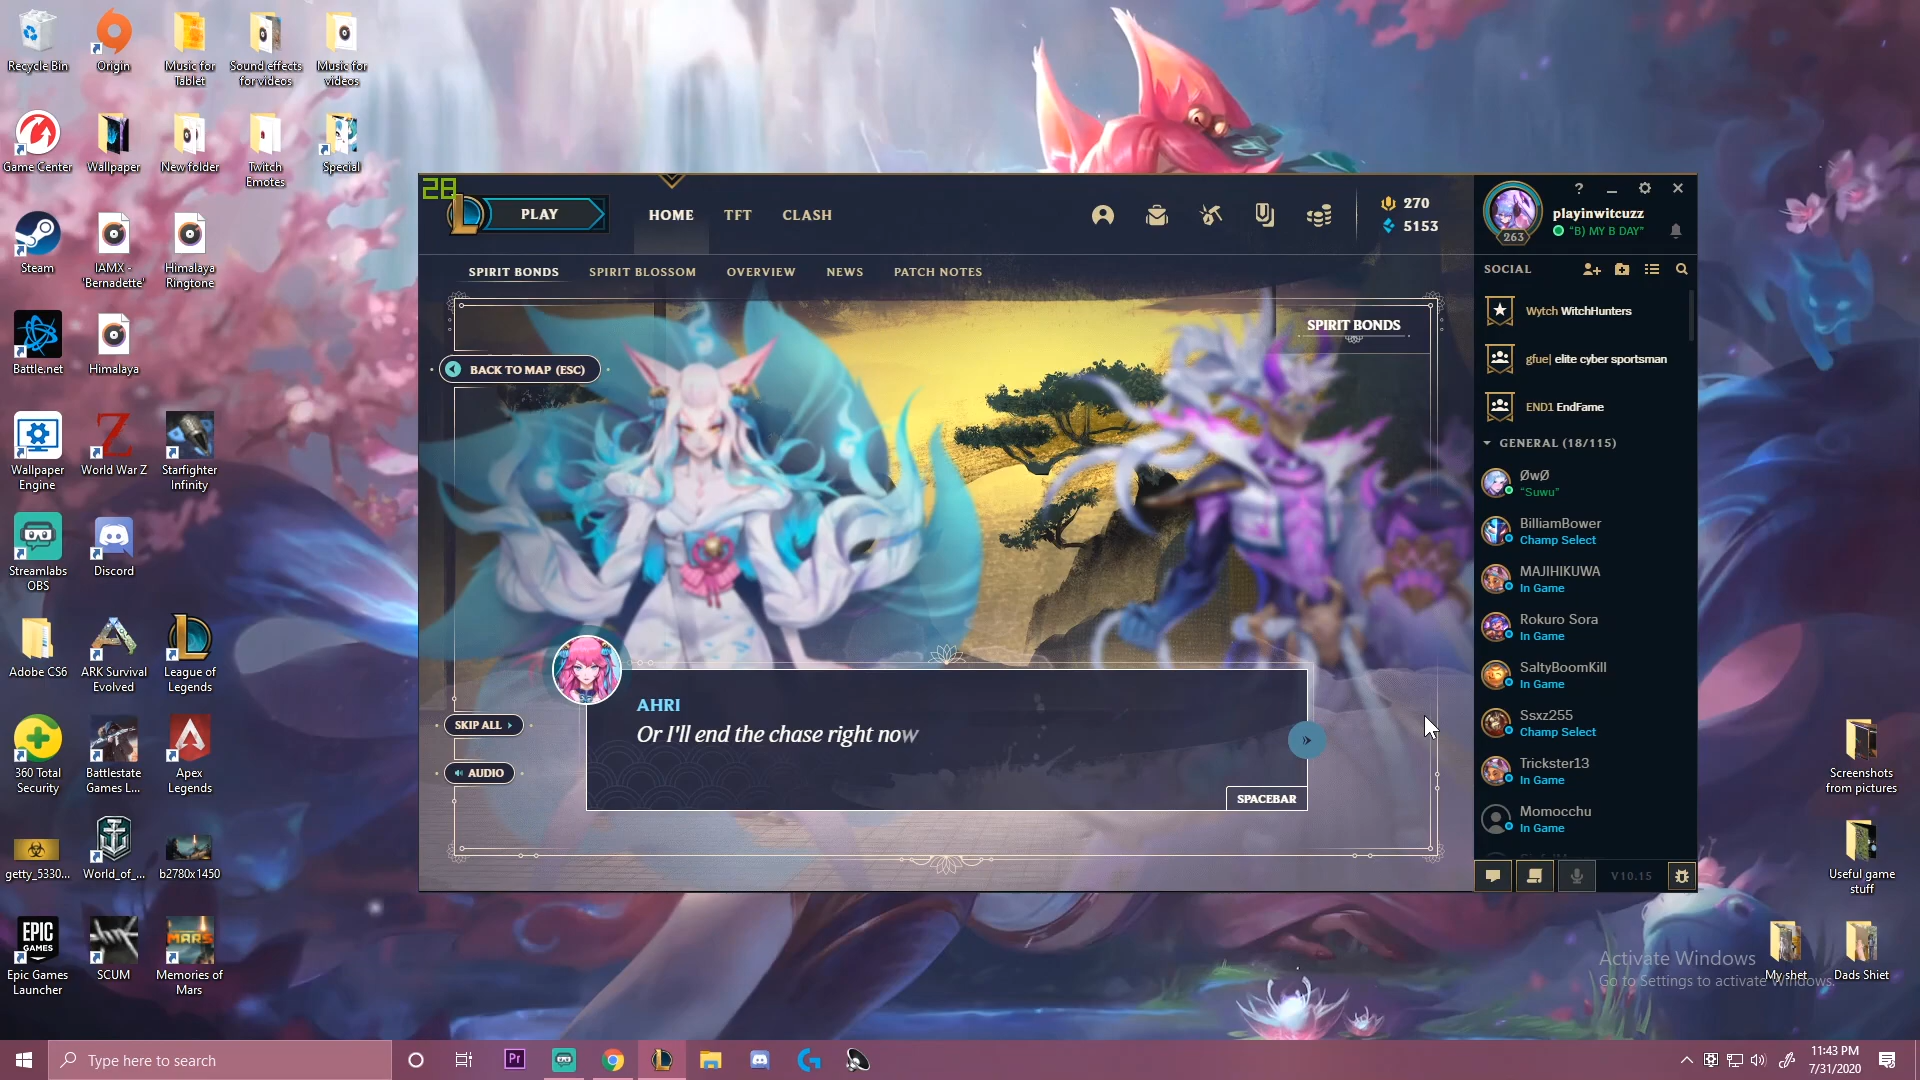 Recycle Bin
Origin
Music for Tablet
Sound effects for videos
Music for videos
Game Center
Wallpaper
New folder
Twitch Emotes
Special
Steam
IAMX - 'Bernadette'
Himalaya Ringtone
Battle.net
Himalaya
Wallpaper Engine
World War Z
Starfighter Infinity
Streamlabs OBS
Discord
Adobe CS6
ARK Survival Evolved
League of Legends
360 Total Security
Battlestate Games L...
Apex Legends
getty_5330...
World_of_...
b2780x1450
EPIC GAMES
MARS
Epic Games Launcher
SCUM
Memories of Mars
28
PLAY
HOME
TFT
CLASH
270
5153
263
playinwitcuzz
"B) MY B DAY"
SPIRIT BONDS
SPIRIT BLOSSOM
OVERVIEW
NEWS
PATCH NOTES
SPIRIT BONDS
BACK TO MAP (ESC)
AHRI
Or I'll end the chase right now
SKIP ALL
AUDIO
SPACEBAR
SOCIAL
Wytch WitchHunters
gfue| elite cyber sportsman
END1 EndFame
GENERAL (18/115)
ØwØ
"Suwu"
BilliamBower
Champ Select
MAJIHIKUWA
In Game
Rokuro Sora
In Game
SaltyBoomKill
In Game
Ssxz255
Champ Select
Trickster13
In Game
Momocchu
In Game
V10.15
Screenshots from pictures
Useful game stuff
My shet
Dads Shiet
Activate Windows
Go to Settings to activate Windows.
Type here to search
Pr
11:43 PM
7/31/2020